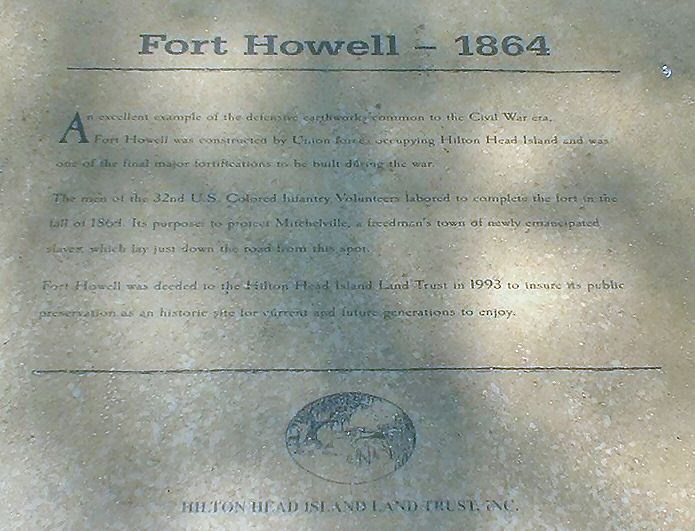 Fort Howell – 1864
An excellent example of the defensive earthworks common to the Civil War era,
Fort Howell was constructed by Union forces occupying Hilton Head Island and was
one of the final major fortifications to be built during the war.
The men of the 32nd U.S. Colored Infantry Volunteers labored to complete the fort in the
fall of 1864. Its purpose: to protect Mitchelville, a freedman's town of newly emancipated
slaves, which lay just down the road from this spot.
Fort Howell was deeded to the Hilton Head Island Land Trust in 1993 to insure its public
preservation as an historic site for current and future generations to enjoy.
HILTON HEAD ISLAND LAND TRUST, INC.